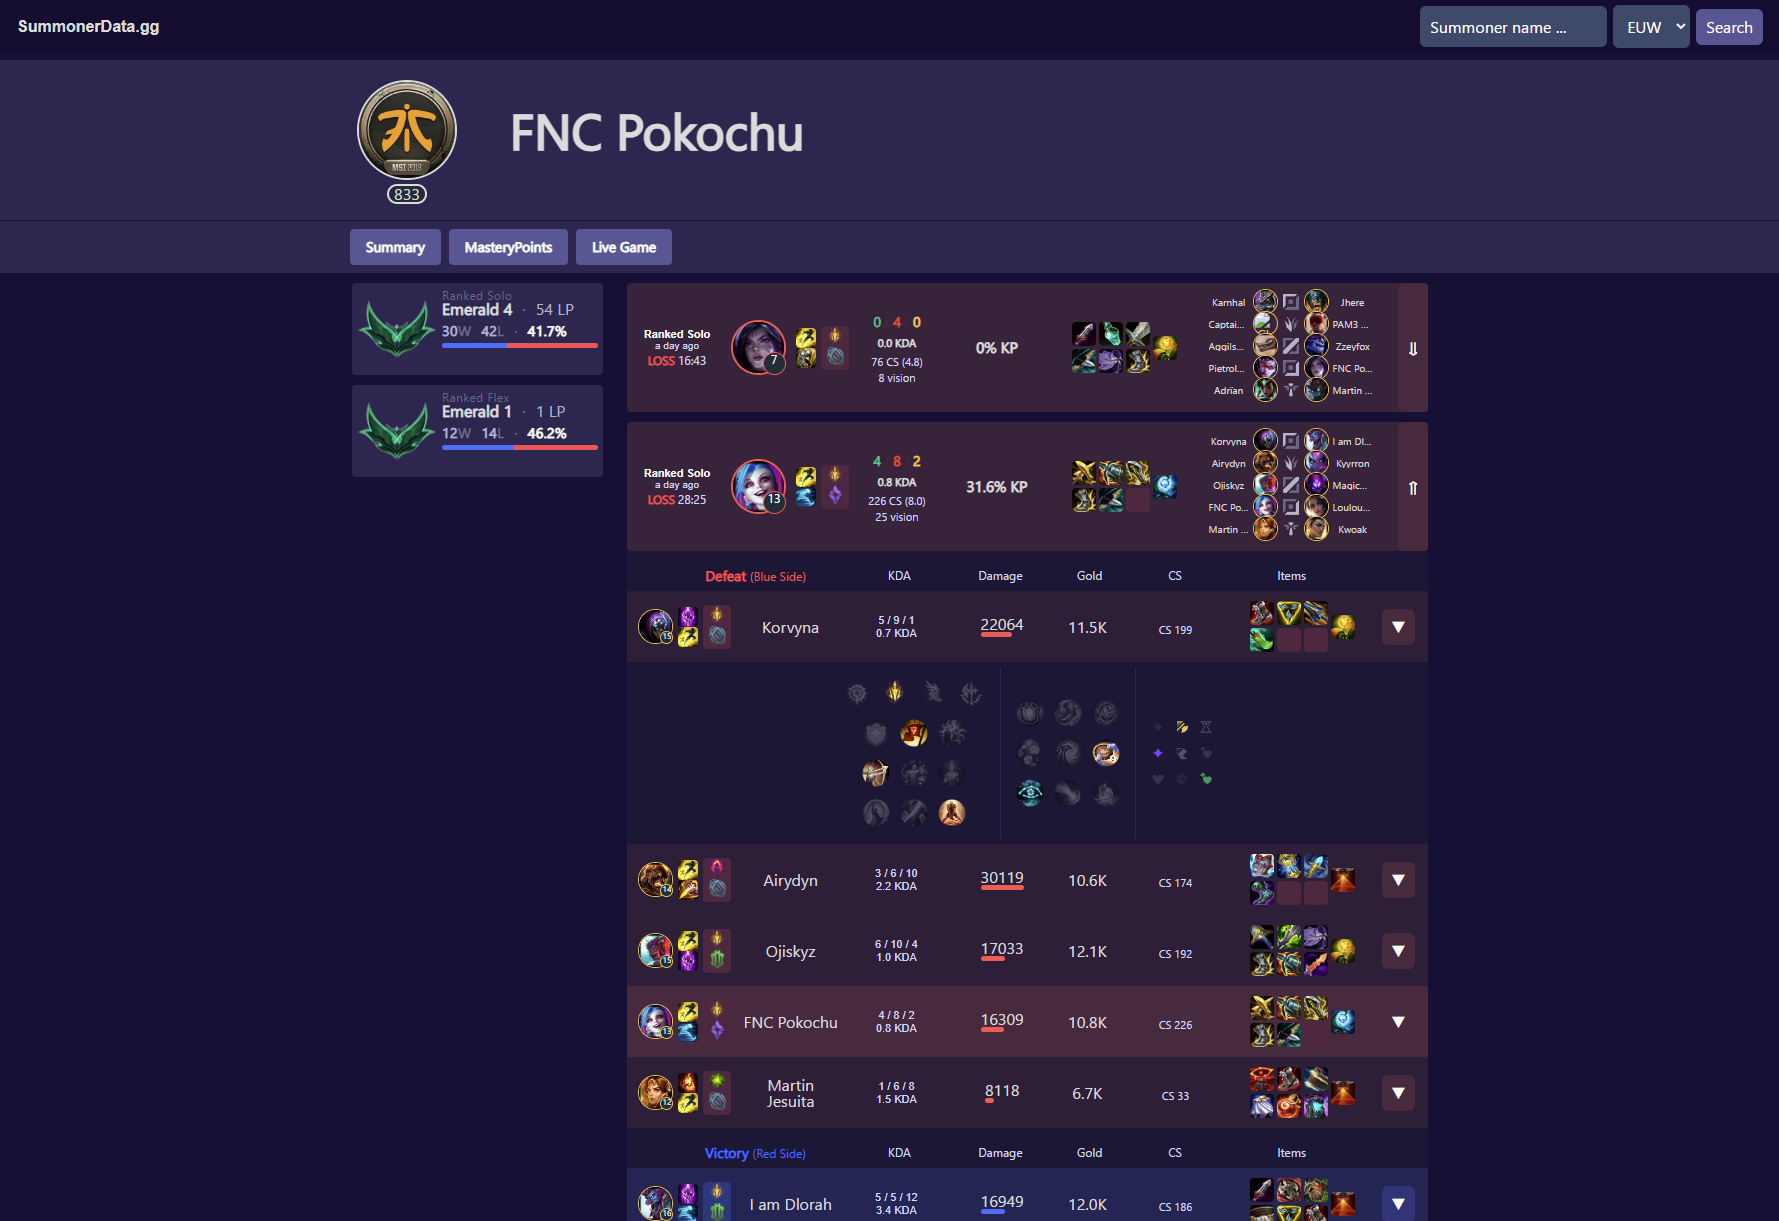 SummonerData.gg
Summoner name ...
EUW
Search
MSI 2018
833
FNC Pokochu
Summary
MasteryPoints
Live Game
Ranked Solo
Emerald 4 · 54 LP
30W 42L · 41.7%
Ranked Flex
Emerald 1 · 1 LP
12W 14L · 46.2%
Ranked Solo
a day ago
LOSS 16:43
7
0 / 4 / 0
0.0 KDA
76 CS (4.8)
8 vision
0% KP
Karnhal Jhere
Captai... PAM3 ...
Aqqils... Zzeyfox
Pietrol... FNC Po...
Adrian Martin ...
Ranked Solo
a day ago
LOSS 28:25
13
4 / 8 / 2
0.8 KDA
226 CS (8.0)
25 vision
31.6% KP
Korvyna I am Dl...
Airydyn Kyyrron
Ojiskyz Magic...
FNC Po... Loulou...
Martin ... Kwoak
Defeat (Blue Side) KDA Damage Gold CS Items
15
Korvyna
5 / 9 / 1
0.7 KDA
22064
11.5K
CS 199
14
Airydyn
3 / 6 / 10
2.2 KDA
30119
10.6K
CS 174
15
Ojiskyz
6 / 10 / 4
1.0 KDA
17033
12.1K
CS 192
13
FNC Pokochu
4 / 8 / 2
0.8 KDA
16309
10.8K
CS 226
12
Martin
Jesuita
1 / 6 / 8
1.5 KDA
8118
6.7K
CS 33
Victory (Red Side) KDA Damage Gold CS Items
16
I am Dlorah
5 / 5 / 12
3.4 KDA
16949
12.0K
CS 186